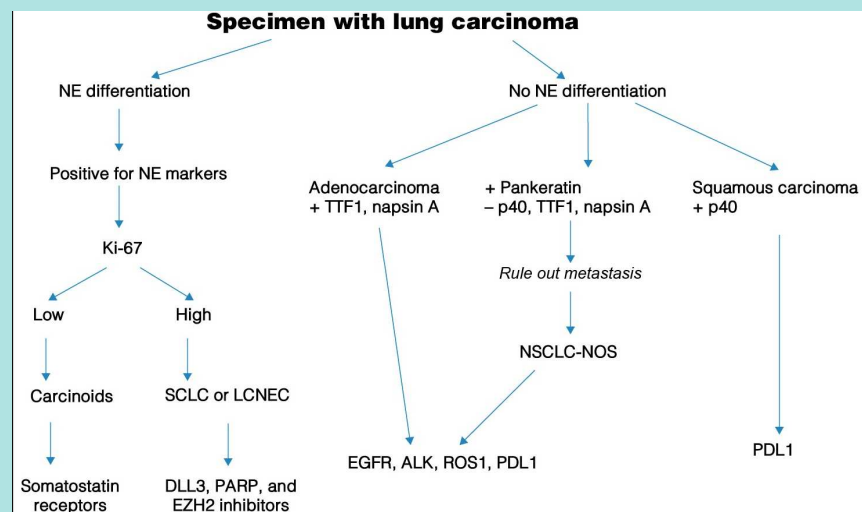 Specimen with lung carcinoma
NE differentiation
No NE differentiation
Positive for NE markers
Adenocarcinoma
+ TTF1, napsin A
+ Pankeratin
– p40, TTF1, napsin A
Squamous carcinoma
+ p40
Ki-67
Rule out metastasis
Low
High
NSCLC-NOS
Carcinoids
SCLC or LCNEC
EGFR, ALK, ROS1, PDL1
PDL1
Somatostatin
receptors
DLL3, PARP, and
EZH2 inhibitors